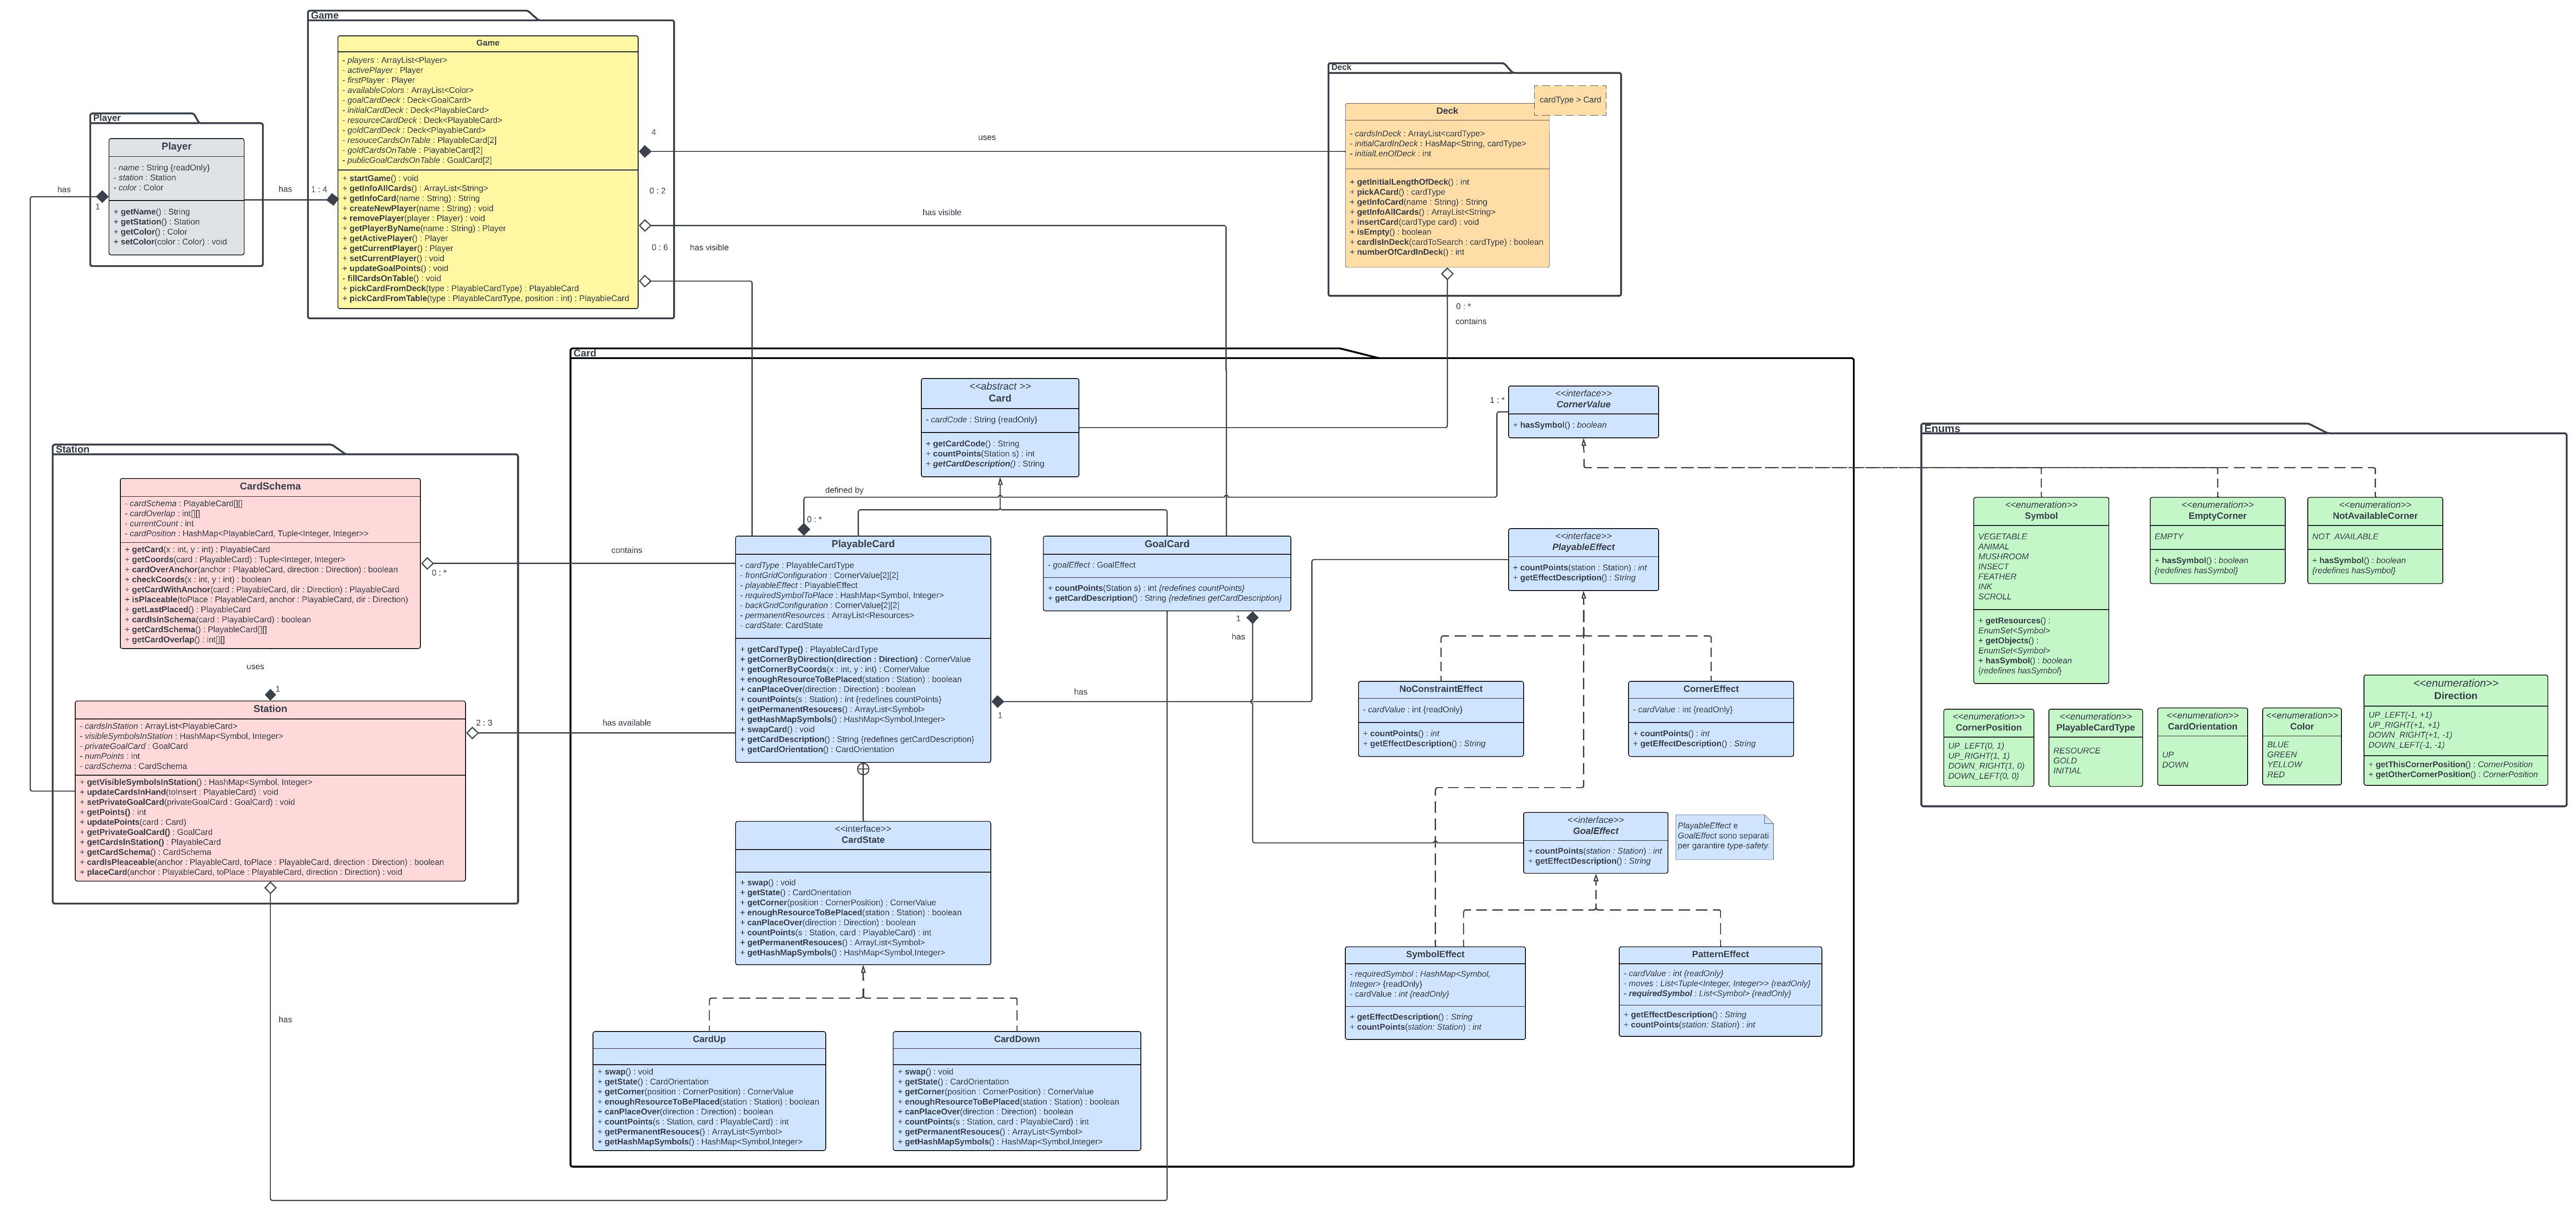 Game
Game
- players : ArrayList<Player>
- activePlayer : Player
- firstPlayer : Player
- availableColors : ArrayList<Color>
- goalCardDeck : Deck<GoalCard>
- initialCardDeck : Deck<PlayableCard>
- resourceCardDeck : Deck<PlayableCard>
- goldCardDeck : Deck<PlayableCard>
- resouceCardsOnTable : PlayableCard[2]
- goldCardsOnTable : PlayableCard[2]
- publicGoalCardsOnTable : GoalCard[2]
+ startGame() : void
+ getInfoAllCards() : ArrayList<String>
+ getInfoCard(name : String) : String
+ createNewPlayer(name : String) : void
+ removePlayer(player : Player) : void
+ getPlayerByName(name : String) : Player
+ getActivePlayer() : Player
+ getCurrentPlayer() : Player
+ setCurrentPlayer() : void
+ updateGoalPoints() : void
- fillCardsOnTable() : void
+ pickCardFromDeck(type : PlayableCardType) : PlayableCard
+ pickCardFromTable(type : PlayableCardType, position : int) : PlayableCard
Player
Player
- name : String {readOnly}
- station : Station
- color : Color
+ getName() : String
+ getStation() : Station
+ getColor() : Color
+ setColor(color : Color) : void
has
1
has
1 : 4
4
uses
0 : 2
has visible
0 : 6
has visible
Deck
cardType > Card
Deck
- cardsInDeck : ArrayList<cardType>
- initialCardInDeck : HasMap<String, cardType>
- initialLenOfDeck : int
+ getInitialLengthOfDeck() : int
+ pickACard() : cardType
+ getInfoCard(name : String) : String
+ getInfoAllCards() : ArrayList<String>
+ insertCard(cardType card) : void
+ isEmpty() : boolean
+ cardIsInDeck(cardToSearch : cardType) : boolean
+ numberOfCardInDeck() : int
0 : *
contains
Card
<<abstract >>
Card
- cardCode : String {readOnly}
+ getCardCode() : String
+ countPoints(Station s) : int
+ getCardDescription() : String
1 : *
<<interface>>
CornerValue
+ hasSymbol() : boolean
defined by
0 : *
PlayableCard
- cardType : PlayableCardType
- frontGridConfiguration : CornerValue[2][2]
- playableEffect : PlayableEffect
- requiredSymbolToPlace : HashMap<Symbol, Integer>
- backGridConfiguration : CornerValue[2][2]
- permanentResources : ArrayList<Resources>
- cardState: CardState
+ getCardType() : PlayableCardType
+ getCornerByDirection(direction : Direction) : CornerValue
+ getCornerByCoords(x : int, y : int) : CornerValue
+ enoughResourceToBePlaced(station : Station) : boolean
+ canPlaceOver(direction : Direction) : boolean
+ countPoints(s : Station) : int {redefines countPoints}
+ getPermanentResouces() : ArrayList<Symbol>
+ getHashMapSymbols() : HashMap<Symbol,Integer>
+ swapCard() : void
+ getCardDescription() : String {redefines getCardDescription}
+ getCardOrientation() : CardOrientation
GoalCard
- goalEffect : GoalEffect
+ countPoints(Station s) : int {redefines countPoints}
+ getCardDescription() : String {redefines getCardDescription}
1
has
has
1
<<interface>>
PlayableEffect
+ countPoints(station : Station) : int
+ getEffectDescription() : String
NoConstraintEffect
- cardValue : int {readOnly}
+ countPoints() : int
+ getEffectDescription() : String
CornerEffect
- cardValue : int {readOnly}
+ countPoints() : int
+ getEffectDescription() : String
<<interface>>
GoalEffect
+ countPoints(station : Station) : int
+ getEffectDescription() : String
PlayableEffect e
GoalEffect sono separati
per garantire type-safety.
SymbolEffect
- requiredSymbol : HashMap<Symbol,
Integer> {readOnly}
- cardValue : int {readOnly}
+ getEffectDescription() : String
+ countPoints(station: Station) : int
PatternEffect
- cardValue : int {readOnly}
- moves : List<Tuple<Integer, Integer>> {readOnly}
- requiredSymbol : List<Symbol> {readOnly}
+ getEffectDescription() : String
+ countPoints(station: Station) : int
<<interface>>
CardState
+ swap() : void
+ getState() : CardOrientation
+ getCorner(position : CornerPosition) : CornerValue
+ enoughResourceToBePlaced(station : Station) : boolean
+ canPlaceOver(direction : Direction) : boolean
+ countPoints(s : Station, card : PlayableCard) : int
+ getPermanentResouces() : ArrayList<Symbol>
+ getHashMapSymbols() : HashMap<Symbol,Integer>
CardUp
+ swap() : void
+ getState() : CardOrientation
+ getCorner(position : CornerPosition) : CornerValue
+ enoughResourceToBePlaced(station : Station) : boolean
+ canPlaceOver(direction : Direction) : boolean
+ countPoints(s : Station, card : PlayableCard) : int
+ getPermanentResouces() : ArrayList<Symbol>
+ getHashMapSymbols() : HashMap<Symbol,Integer>
CardDown
+ swap() : void
+ getState() : CardOrientation
+ getCorner(position : CornerPosition) : CornerValue
+ enoughResourceToBePlaced(station : Station) : boolean
+ canPlaceOver(direction : Direction) : boolean
+ countPoints(s : Station, card : PlayableCard) : int
+ getPermanentResouces() : ArrayList<Symbol>
+ getHashMapSymbols() : HashMap<Symbol,Integer>
Station
CardSchema
- cardSchema : PlayableCard[][]
- cardOverlap : int[][]
- currentCount : int
- cardPosition : HashMap<PlayableCard, Tuple<Integer, Integer>>
+ getCard(x : int, y : int) : PlayableCard
+ getCoords(card : PlayableCard) : Tuple<Integer, Integer>
+ cardOverAnchor(anchor : PlayableCard, direction : Direction) : boolean
+ checkCoords(x : int, y : int) : boolean
+ getCardWithAnchor(card : PlayableCard, dir : Direction) : PlayableCard
+ isPlaceable(toPlace : PlayableCard, anchor : PlayableCard, dir : Direction)
+ getLastPlaced() : PlayableCard
+ cardIsInSchema(card : PlayableCard) : boolean
+ getCardSchema() : PlayableCard[][]
+ getCardOverlap() : int[][]
contains
0 : *
uses
1
Station
- cardsInStation : ArrayList<PlayableCard>
- visibleSymbolsInStation : HashMap<Symbol, Integer>
- privateGoalCard : GoalCard
- numPoints : int
- cardSchema : CardSchema
+ getVisibleSymbolsInStation() : HashMap<Symbol, Integer>
+ updateCardsInHand(toInsert : PlayableCard) : void
+ setPrivateGoalCard(privateGoalCard : GoalCard) : void
+ getPoints() : int
+ updatePoints(card : Card)
+ getPrivateGoalCard() : GoalCard
+ getCardsInStation() : PlayableCard
+ getCardSchema() : CardSchema
+ cardIsPleaceable(anchor : PlayableCard, toPlace : PlayableCard, direction : Direction) : boolean
+ placeCard(anchor : PlayableCard, toPlace : PlayableCard, direction : Direction) : void
2 : 3
has available
has
Enums
<<enumeration>>
Symbol
VEGETABLE
ANIMAL
MUSHROOM
INSECT
FEATHER
INK
SCROLL
+ getResources() :
EnumSet<Symbol>
+ getObjects() :
EnumSet<Symbol>
+ hasSymbol() : boolean
{redefines hasSymbol}
<<enumeration>>
EmptyCorner
EMPTY
+ hasSymbol() : boolean
{redefines hasSymbol}
<<enumeration>>
NotAvailableCorner
NOT_AVAILABLE
+ hasSymbol() : boolean
{redefines hasSymbol}
<<enumeration>>
CornerPosition
UP_LEFT(0, 1)
UP_RIGHT(1, 1)
DOWN_RIGHT(1, 0)
DOWN_LEFT(0, 0)
<<enumeration>>
PlayableCardType
RESOURCE
GOLD
INITIAL
<<enumeration>>
CardOrientation
UP
DOWN
<<enumeration>>
Color
BLUE
GREEN
YELLOW
RED
<<enumeration>>
Direction
UP_LEFT(-1, +1)
UP_RIGHT(+1, +1)
DOWN_RIGHT(+1, -1)
DOWN_LEFT(-1, -1)
+ getThisCornerPosition() : CornerPosition
+ getOtherCornerPosition() : CornerPosition